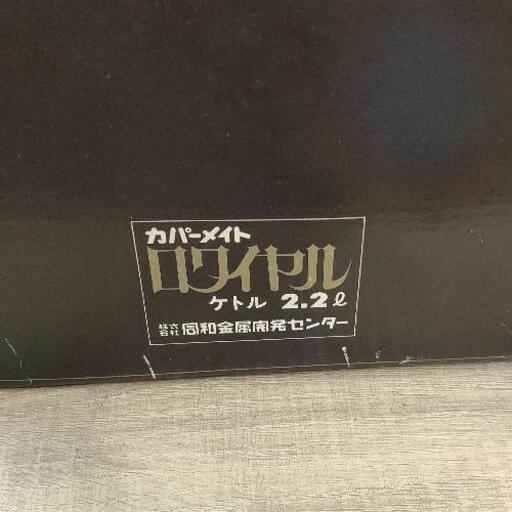 カパーメイト
ロワイヤル
ケトル 2.2ℓ
株式会社 同和金属開発センター